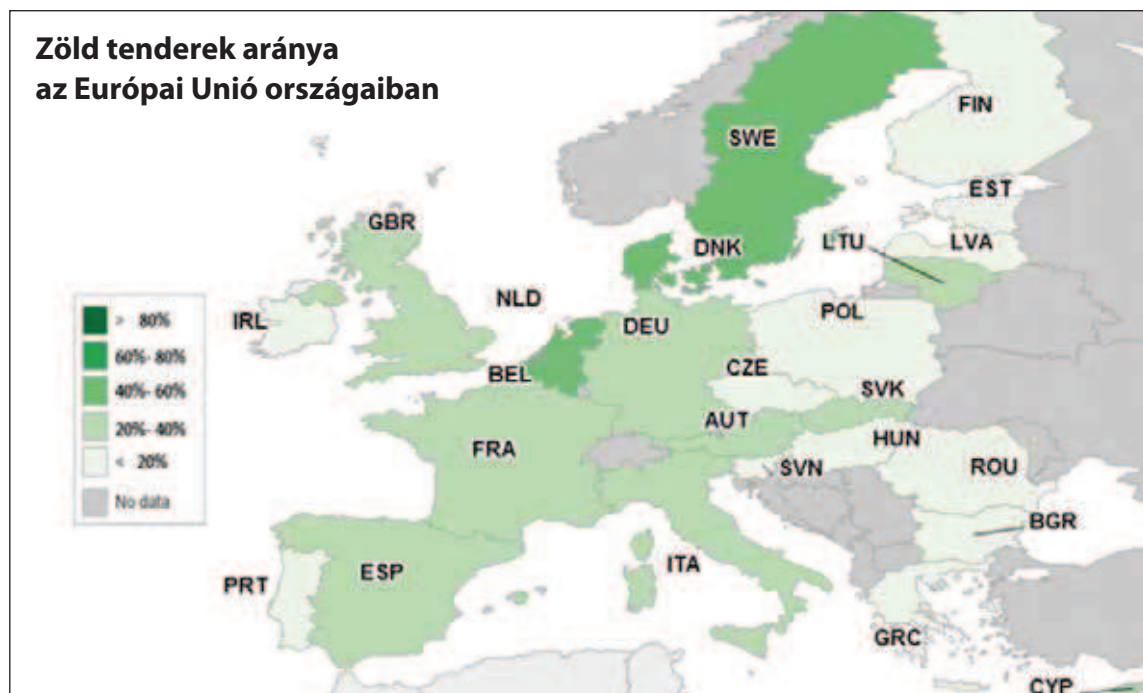 Zöld tenderek aránya
az Európai Unió országaiban
FIN
SWE
EST
GBR
DNK
LTU
LVA
NLD
IRL
DEU
POL
> 80%
60%- 80%
40%- 60%
20%- 40%
< 20%
No data
BEL
CZE
SVK
AUT
HUN
FRA
SVN
ROU
BGR
PRT
ESP
ITA
GRC
CYP